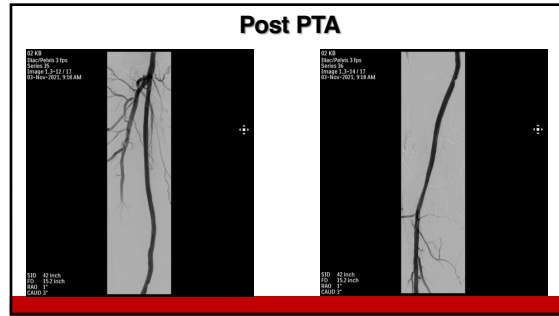 Post PTA
02 KB
Iliac/Pelvis 3 fps
Series 35
Image 1,3-12 / 17
03-Nov-2021, 9:18 AM
SID 42 inch
FD 15.2 inch
RAO 1°
CAUD 3°
02 KB
Iliac/Pelvis 3 fps
Series 36
Image 1,3-14 / 17
03-Nov-2021, 9:18 AM
SID 42 inch
FD 15.2 inch
RAO 1°
CAUD 3°